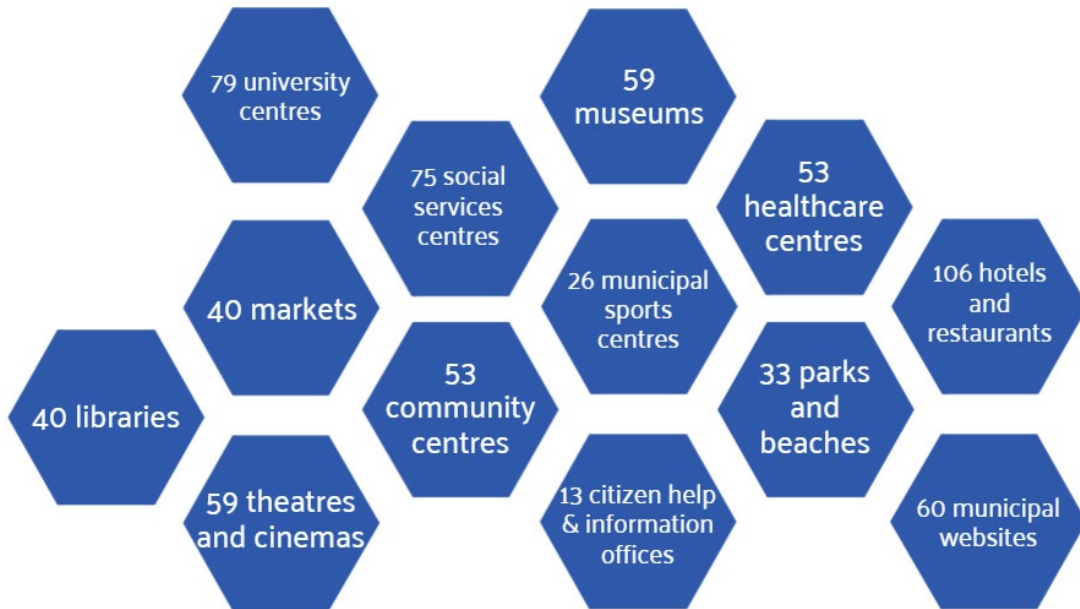 79 university
centres
59
museums
75 social
services
centres
53
healthcare
centres
40 markets
26 municipal
sports
centres
106 hotels
and
restaurants
40 libraries
53
community
centres
33 parks
and
beaches
59 theatres
and cinemas
13 citizen help
& information
offices
60 municipal
websites